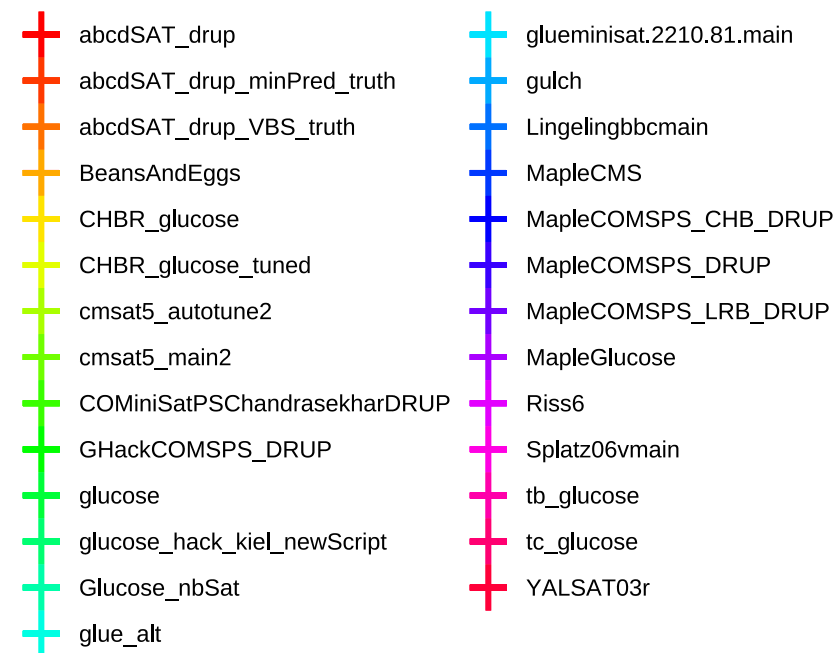 abcdSAT_drup
abcdSAT_drup_minPred_truth
abcdSAT_drup_VBS_truth
BeansAndEggs
CHBR_glucose
CHBR_glucose_tuned
cmsat5_autotune2
cmsat5_main2
COMiniSatPSChandrasekharDRUP
GHackCOMSPS_DRUP
glucose
glucose_hack_kiel_newScript
Glucose_nbSat
glue_alt
glueminisat.2210.81.main
gulch
Lingelingbbcmain
MapleCMS
MapleCOMSPS_CHB_DRUP
MapleCOMSPS_DRUP
MapleCOMSPS_LRB_DRUP
MapleGlucose
Riss6
Splatz06vmain
tb_glucose
tc_glucose
YALSAT03r